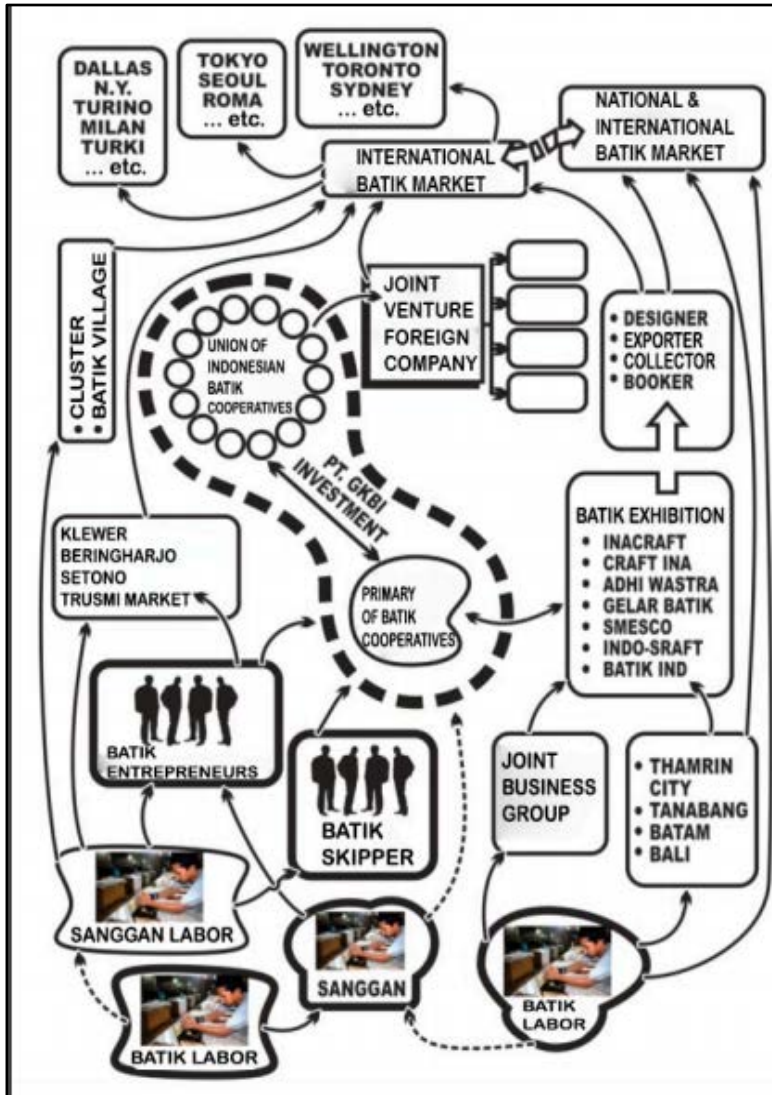 DALLAS
N.Y.
TURINO
MILAN
TURKI
... etc.
TOKYO
SEOUL
ROMA
... etc.
WELLINGTON
TORONTO
SYDNEY
... etc.
NATIONAL &
INTERNATIONAL
BATIK MARKET
INTERNATIONAL
BATIK MARKET
• CLUSTER
• BATIK VILLAGE
UNION OF
INDONESIAN
BATIK
COOPERATIVES
JOINT
VENTURE
FOREIGN
COMPANY
• DESIGNER
• EXPORTER
• COLLECTOR
• BOOKER
PT. GKBI
INVESTMENT
KLEWER
BERINGHARJO
SETONO
TRUSMI MARKET
PRIMARY
OF BATIK
COOPERATIVES
BATIK EXHIBITION
• INACRAFT
• CRAFT INA
• ADHI WASTRA
• GELAR BATIK
• SMESCO
• INDO-SRAFT
• BATIK IND
BATIK
ENTREPRENEURS
BATIK
SKIPPER
JOINT
BUSINESS
GROUP
• THAMRIN
CITY
• TANABANG
• BATAM
• BALI
SANGGAN LABOR
SANGGAN
BATIK
LABOR
BATIK LABOR